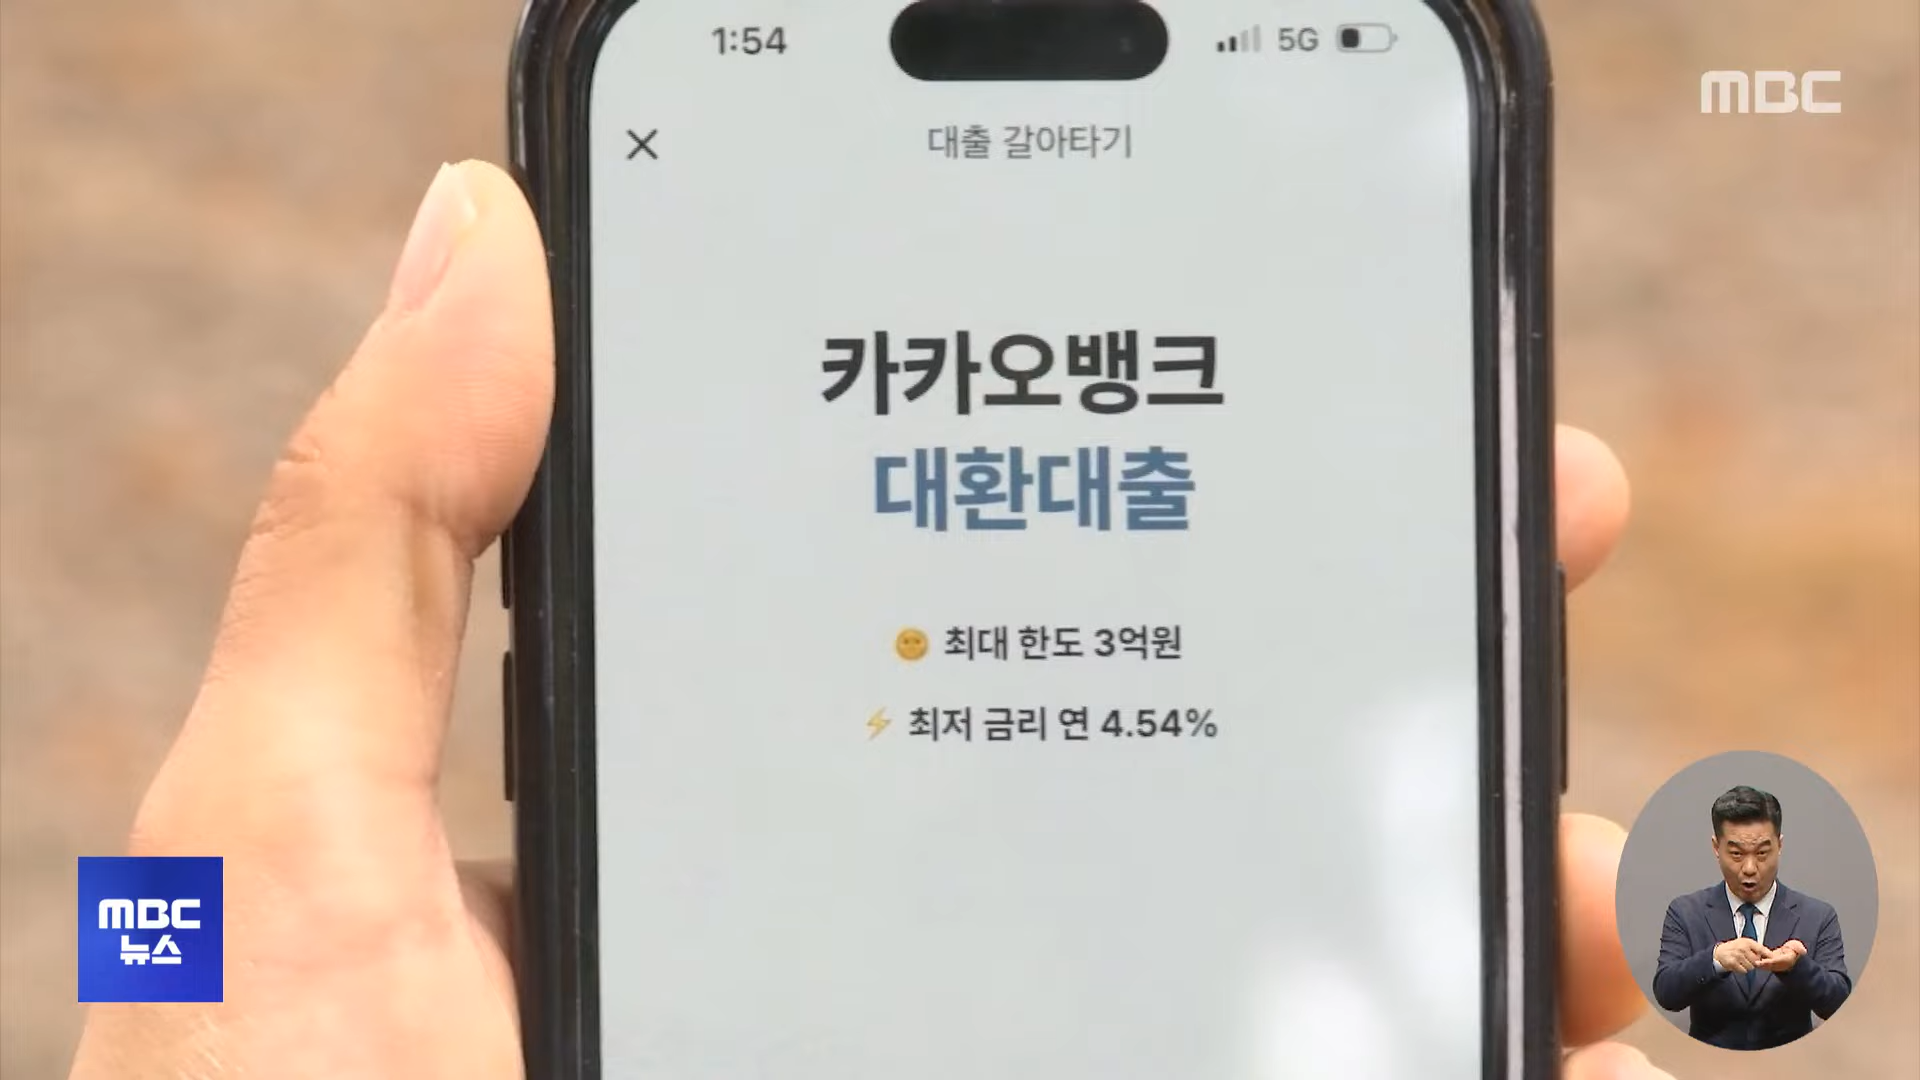 1:54
5G
MBC
대출 갈아타기
카카오뱅크
대환대출
최대 한도 3억원
최저 금리 연 4.54%
MBC
뉴스